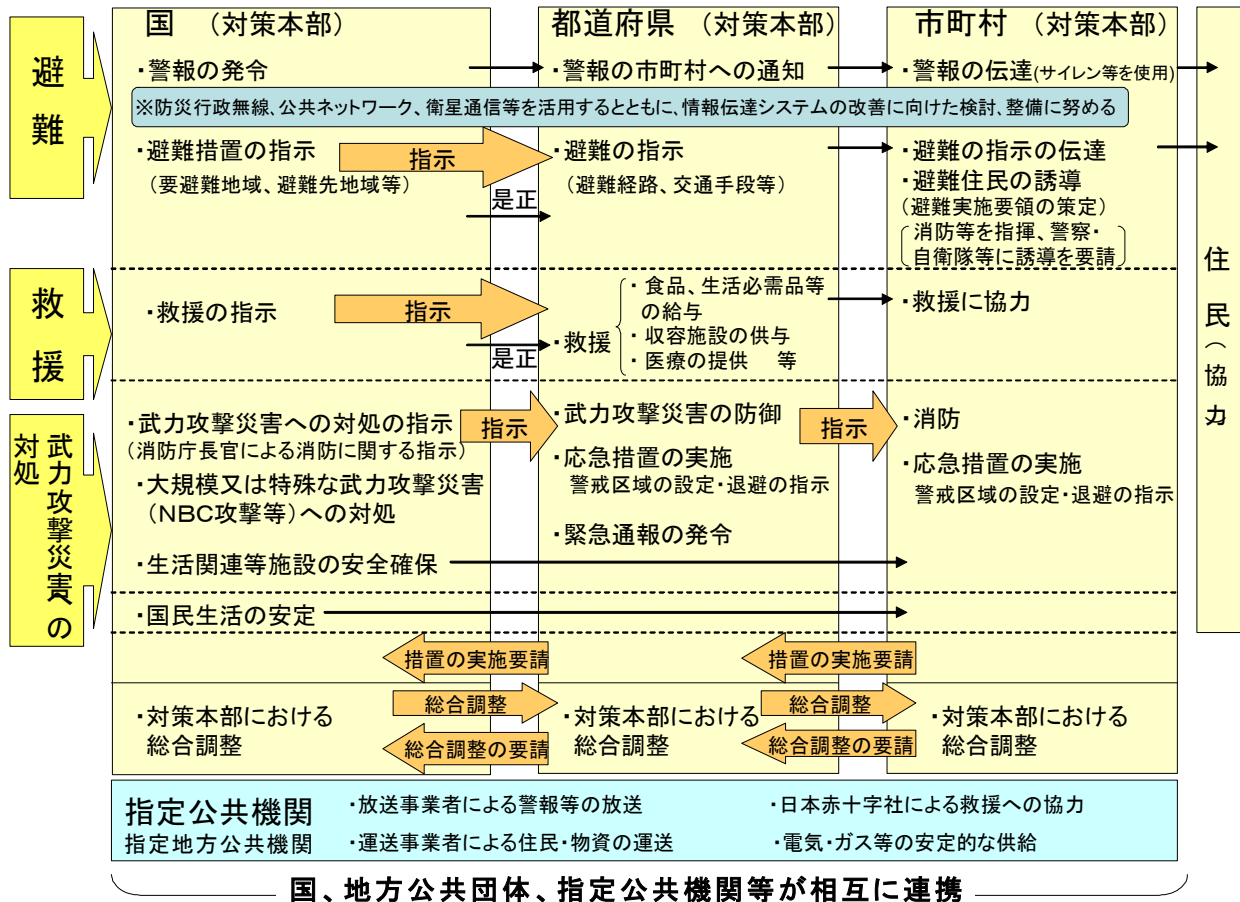 国 (対策本部)
都道府県 (対策本部)
市町村 (対策本部)
避難
・警報の発令
・警報の市町村への通知
・警報の伝達(サイレン等を使用)
※防災行政無線、公共ネットワーク、衛星通信等を活用するとともに、情報伝達システムの改善に向けた検討、整備に努める
・避難措置の指示
(要避難地域、避難先地域等)
指示
是正
・避難の指示
(避難経路、交通手段等)
・避難の指示の伝達
・避難住民の誘導
(避難実施要領の策定)
消防等を指揮、警察・
自衛隊等に誘導を要請
住民(協力)
救援
・救援の指示
指示
是正
・救援
・食品、生活必需品等
の給与
・収容施設の供与
・医療の提供 等
・救援に協力
武力攻撃災害への
対処
・武力攻撃災害への対処の指示
(消防庁長官による消防に関する指示)
指示
・武力攻撃災害の防御
指示
・消防
・大規模又は特殊な武力攻撃災害
(NBC攻撃等)への対処
・応急措置の実施
警戒区域の設定・退避の指示
・応急措置の実施
警戒区域の設定・退避の指示
・緊急通報の発令
・生活関連等施設の安全確保
・国民生活の安定
措置の実施要請
措置の実施要請
・対策本部における
総合調整
総合調整
総合調整の要請
・対策本部における
総合調整
総合調整
総合調整の要請
・対策本部における
総合調整
指定公共機関
指定地方公共機関
・放送事業者による警報等の放送
・日本赤十字社による救援への協力
・運送事業者による住民・物資の運送
・電気・ガス等の安定的な供給
国、地方公共団体、指定公共機関等が相互に連携